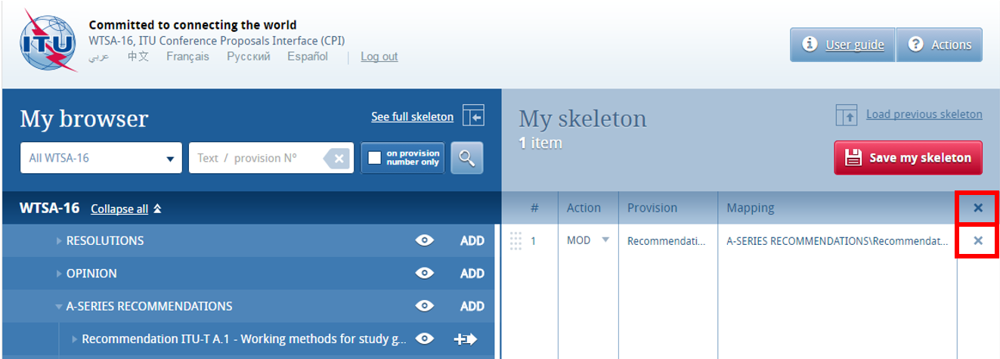 ITU
Committed to connecting the world
WTSA-16, ITU Conference Proposals Interface (CPI)
عربي 中文 Français Русский Español Log out
User guide
Actions
My browser
See full skeleton
All WTSA-16
Text / provision N°
on provision
number only
My skeleton
1 item
Load previous skeleton
Save my skeleton
WTSA-16 Collapse all
# Action Provision Mapping
RESOLUTIONS ADD
OPINION ADD
A-SERIES RECOMMENDATIONS ADD
Recommendation ITU-T A.1 - Working methods for study g...
1 MOD Recommendati... A-SERIES RECOMMENDATIONS\Recommendat...